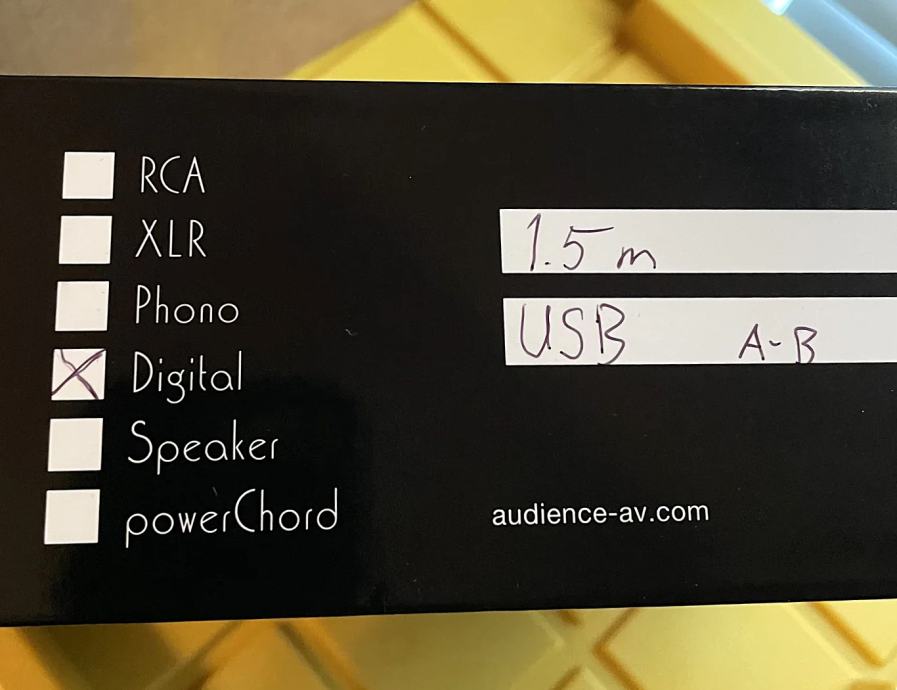 RCA
XLR
Phono
Digital
Speaker
powerChord
1.5 m
USB A-B
audience-av.com